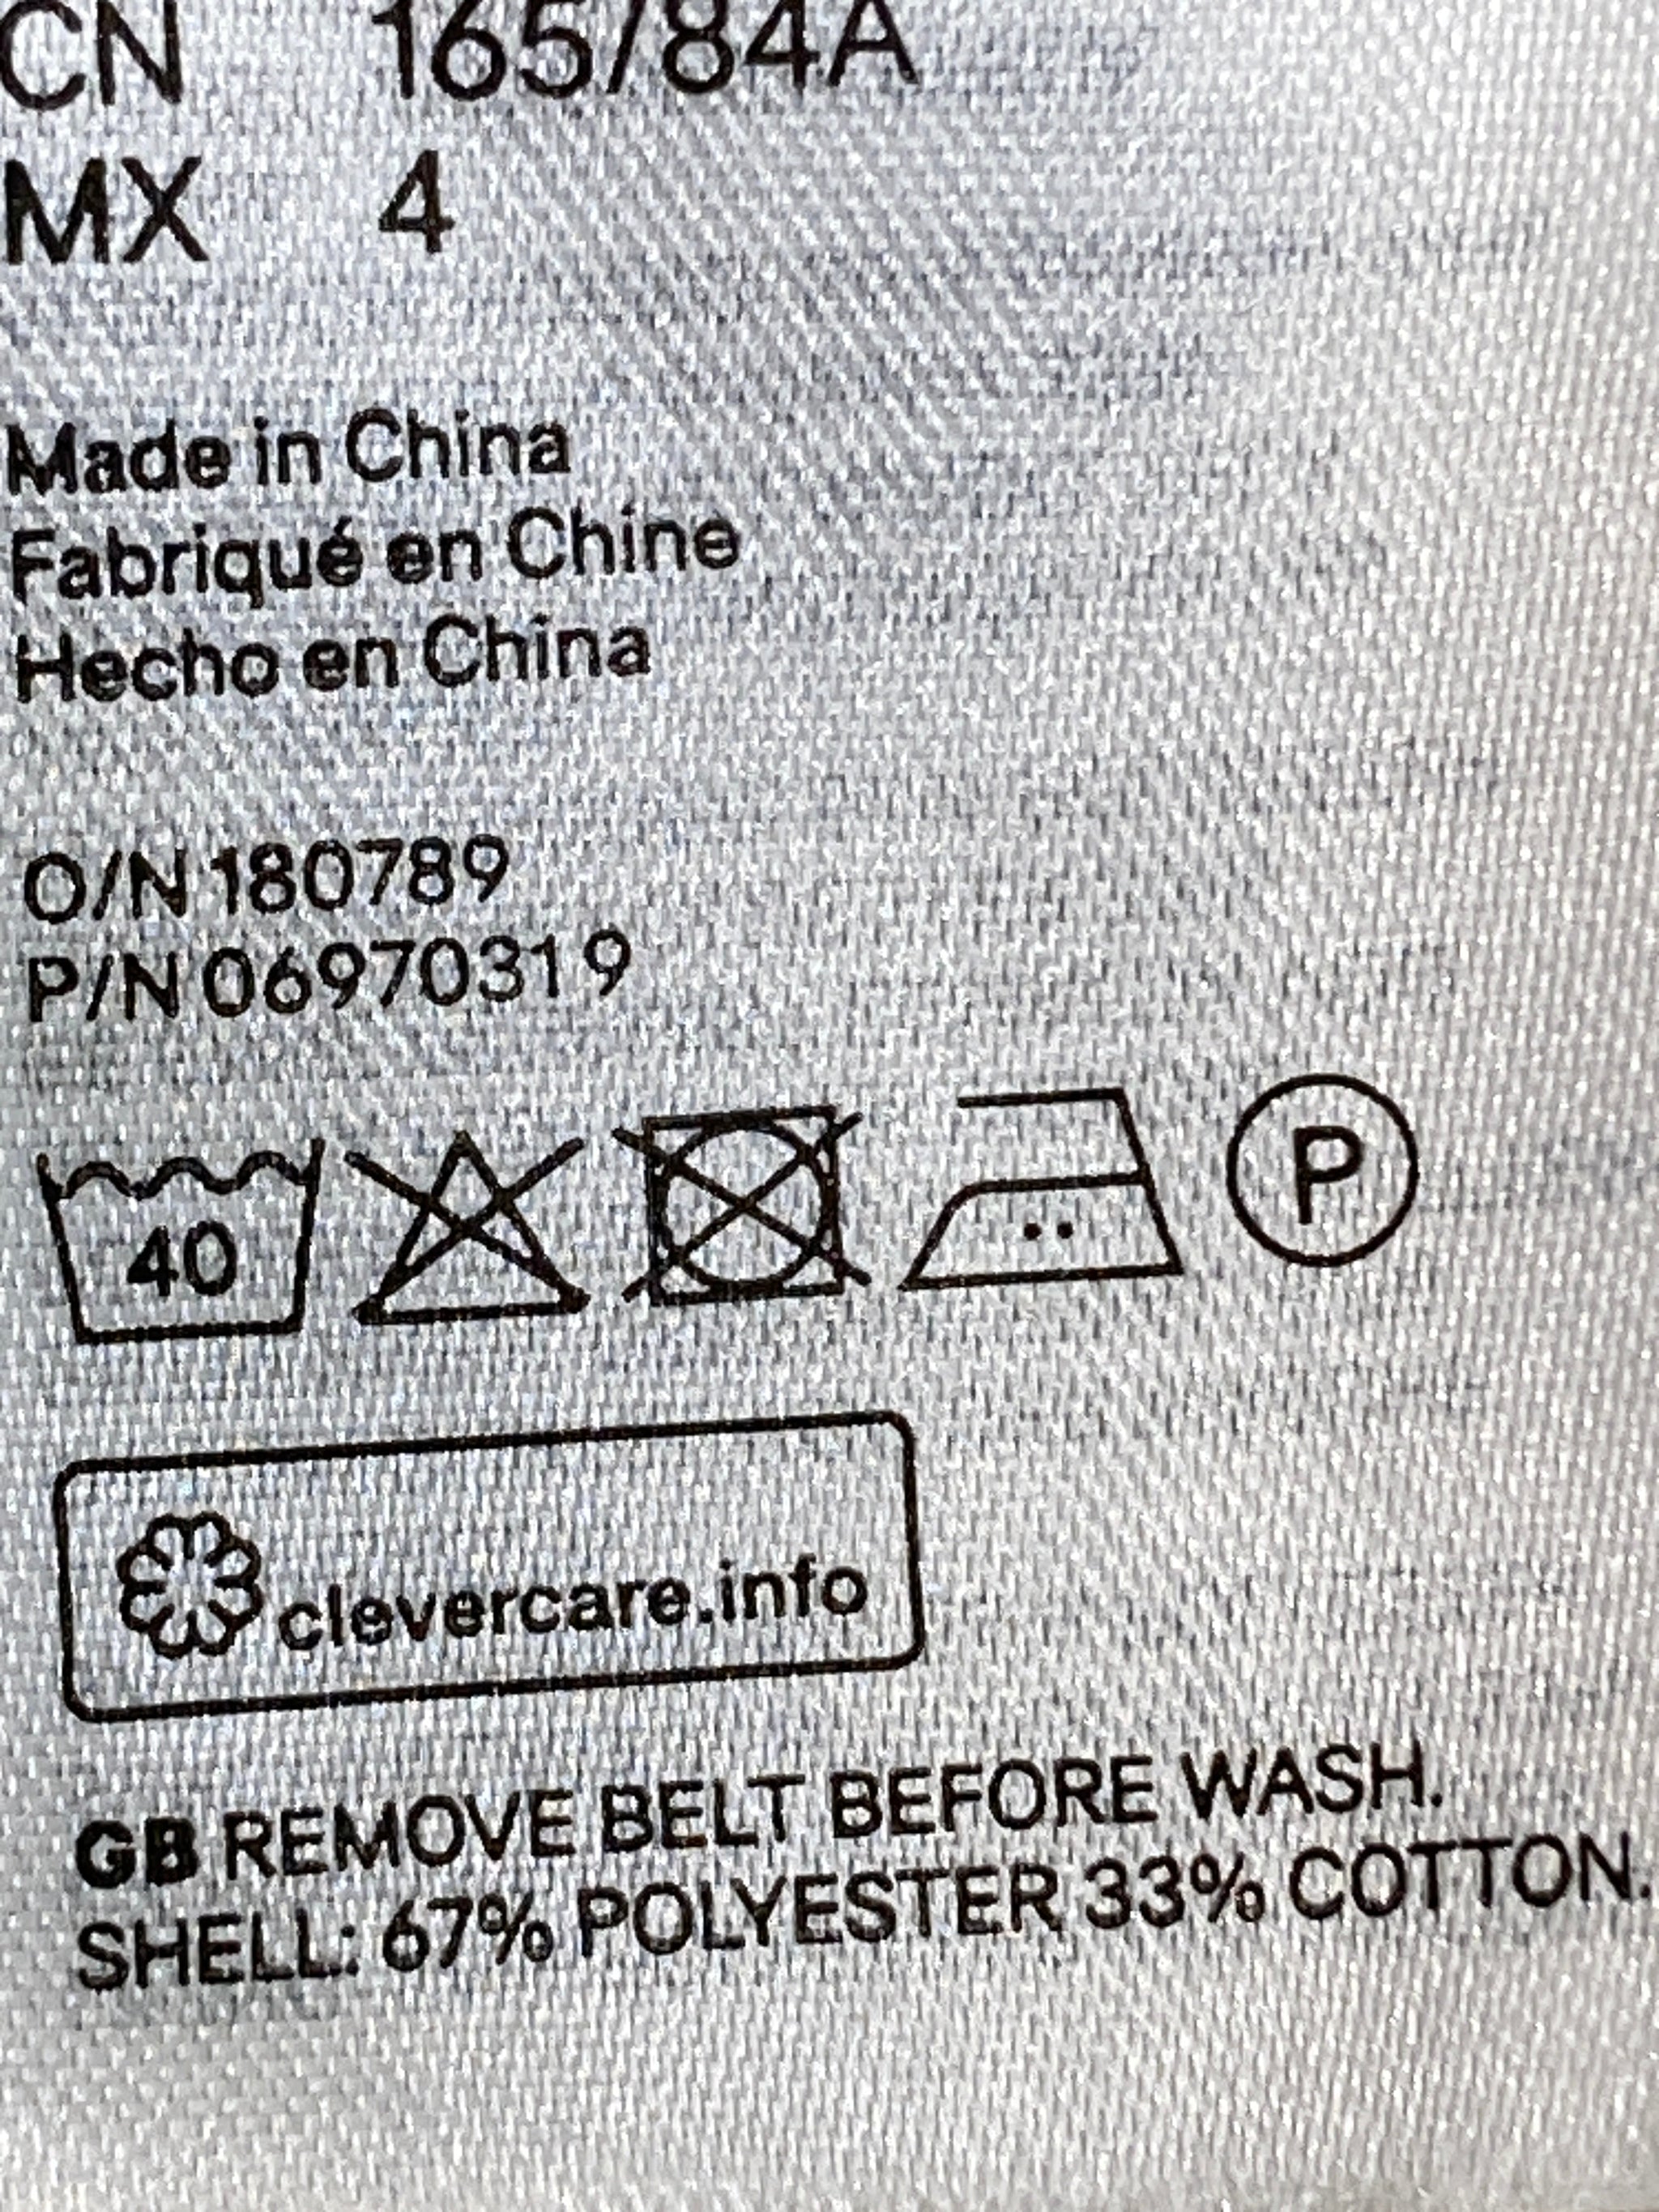 CN 165/84A
MX 4
Made in China
Fabriqué en Chine
Hecho en China
O/N 180789
P/N 06970319
40 P
clevercare.info
GB REMOVE BELT BEFORE WASH.
SHELL: 67% POLYESTER 33% COTTON.